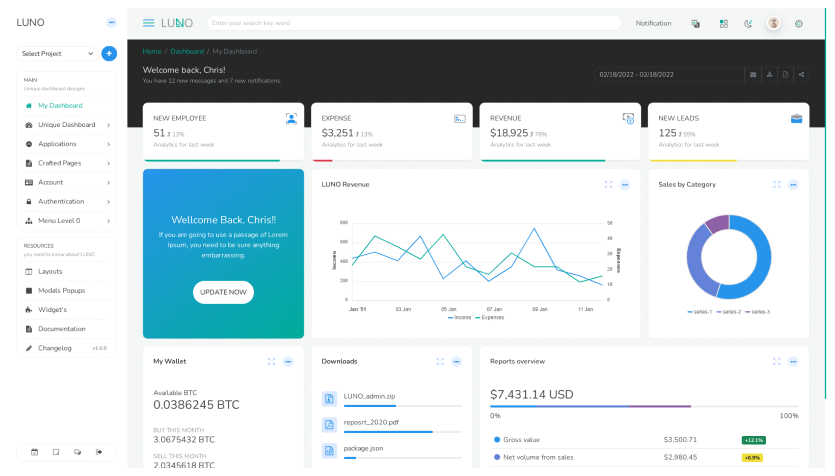 LUNO
Select Project
MAIN
Unique dashboard designs
My Dashboard
Unique Dashboard
Applications
Crafted Pages
Account
Authentication
Menu Level 0
RESOURCES
you need to know about LUNO
Layouts
Modals Popups
Widget's
Documentation
Changelog v1.0.0
LUNO
Enter your search key word
Notification
Home / Dashboard / My Dashboard
Welcome back, Chris!
You have 12 new messages and 7 new notifications.
02/18/2022 - 02/18/2022
NEW EMPLOYEE
51 13%
Analytics for last week
EXPENSE
$3,251 13%
Analytics for last week
REVENUE
$18,925 78%
Analytics for last week
NEW LEADS
125 55%
Analytics for last week
Wellcome Back, Chris!!
If you are going to use a passage of Lorem
Ipsum, you need to be sure anything
embarrassing.
UPDATE NOW
LUNO Revenue
800
600
400
200
0
Income
50
40
30
20
10
0
Expenses
Jan '01 03 Jan 05 Jan 07 Jan 09 Jan 11 Jan
Income Expenses
Sales by Category
series-1 series-2 series-3
My Wallet
Available BTC
0.0386245 BTC
BUY THIS MONTH
3.0675432 BTC
SELL THIS MONTH
2.0345618 BTC
Downloads
LUNO_admin.zip
reposrt_2020.pdf
package.json
Reports overview
$7,431.14 USD
0% 100%
Gross value $3,500.71 +12.1%
Net volume from sales $2,980.45 +6.9%